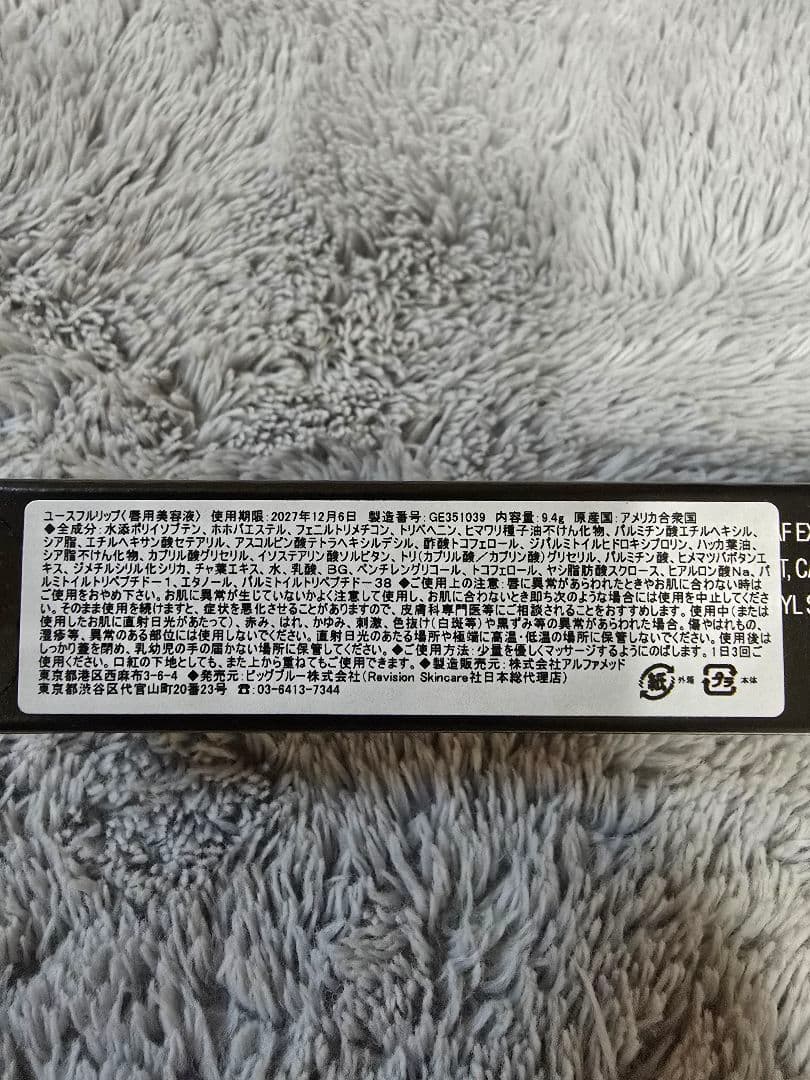 ユースフルリップ〈唇用美容液〉 使用期限：2027年12月6日 製造番号：GE351039 内容量：9.4g 原産国：アメリカ合衆国
◆全成分：水添ポリイソブテン、ホホバエステル、フェニルトリメチコン、トリベヘニン、ヒマワリ種子油不けん化物、パルミチン酸エチルヘキシル、
シア脂、エチルヘキサン酸セテアリル、アスコルビン酸テトラヘキシルデシル、酢酸トコフェロール、ジパルミトイルヒドロキシプロリン、ハッカ葉油、
シア脂不けん化物、カプリル酸グリセリル、イソステアリン酸ソルビタン、トリ(カプリル酸／カプリン酸)グリセリル、パルミチン酸、ヒメマツバボタンエ
キス、ジメチルシリル化シリカ、チャ葉エキス、水、乳酸、BG、ペンチレングリコール、トコフェロール、ヤシ脂肪酸スクロース、ヒアルロン酸Na、パ
ルミトイルトリペプチド－1、エタノール、パルミトイルトリペプチド－38 ◆ご使用上の注意：唇に異常があらわれたときやお肌に合わない時は
ご使用をおやめ下さい。お肌に異常が生じていないかよく注意して使用し、お肌に合わないとき即ち次のような場合には使用を中止してくださ
い。そのまま使用を続けますと、症状を悪化させることがありますので、皮膚科専門医等にご相談されることをおすすめします。使用中(または
使用したお肌に直射日光があたって)、赤み、はれ、かゆみ、刺激、色抜け(白斑等)や黒ずみ等の異常があらわれた場合。傷やはれもの、
湿疹等、異常のある部位には使用しないでください。直射日光のあたる場所や極端に高温・低温の場所に保管しないでください。使用後は
しっかり蓋を閉め、乳幼児の手の届かない場所に保管してください。◆ご使用方法：少量を優しくマッサージするようにのばします。1日3回ご
使用ください。口紅の下地としても、また上から重ねてもご使用できます。◆製造販売元：株式会社アルファメッド
東京都港区西麻布3-6-4 ◆発売元：ビッグブルー株式会社(Revision Skincare社日本総代理店)
東京都渋谷区代官山町20番23号 ☎：03-6413-7344
紙 外箱 プラ 本体
F EX
T, CA
YL S